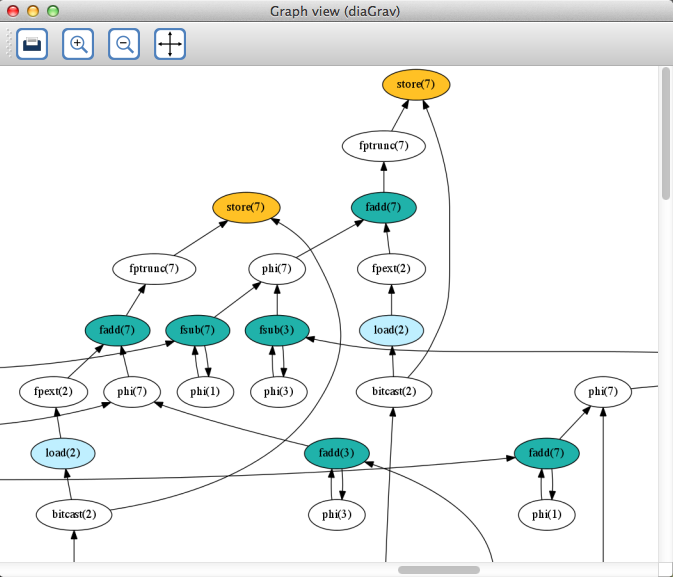 Graph view (diaGrav)
store(7)
fptrunc(7)
store(7)
fadd(7)
fptrunc(7)
phi(7)
fpext(2)
fadd(7)
fsub(7)
fsub(3)
load(2)
fpext(2)
phi(7)
phi(1)
phi(3)
bitcast(2)
phi(7)
load(2)
fadd(3)
fadd(7)
bitcast(2)
phi(3)
phi(1)